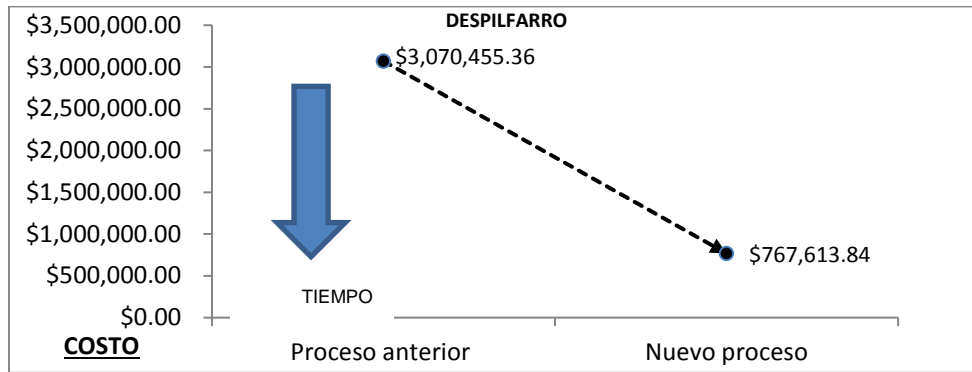 DESPILFARRO
$3,500,000.00
$3,000,000.00
$2,500,000.00
$2,000,000.00
$1,500,000.00
$1,000,000.00
$500,000.00
$0.00
$3,070,455.36
$767,613.84
TIEMPO
COSTO
Proceso anterior
Nuevo proceso